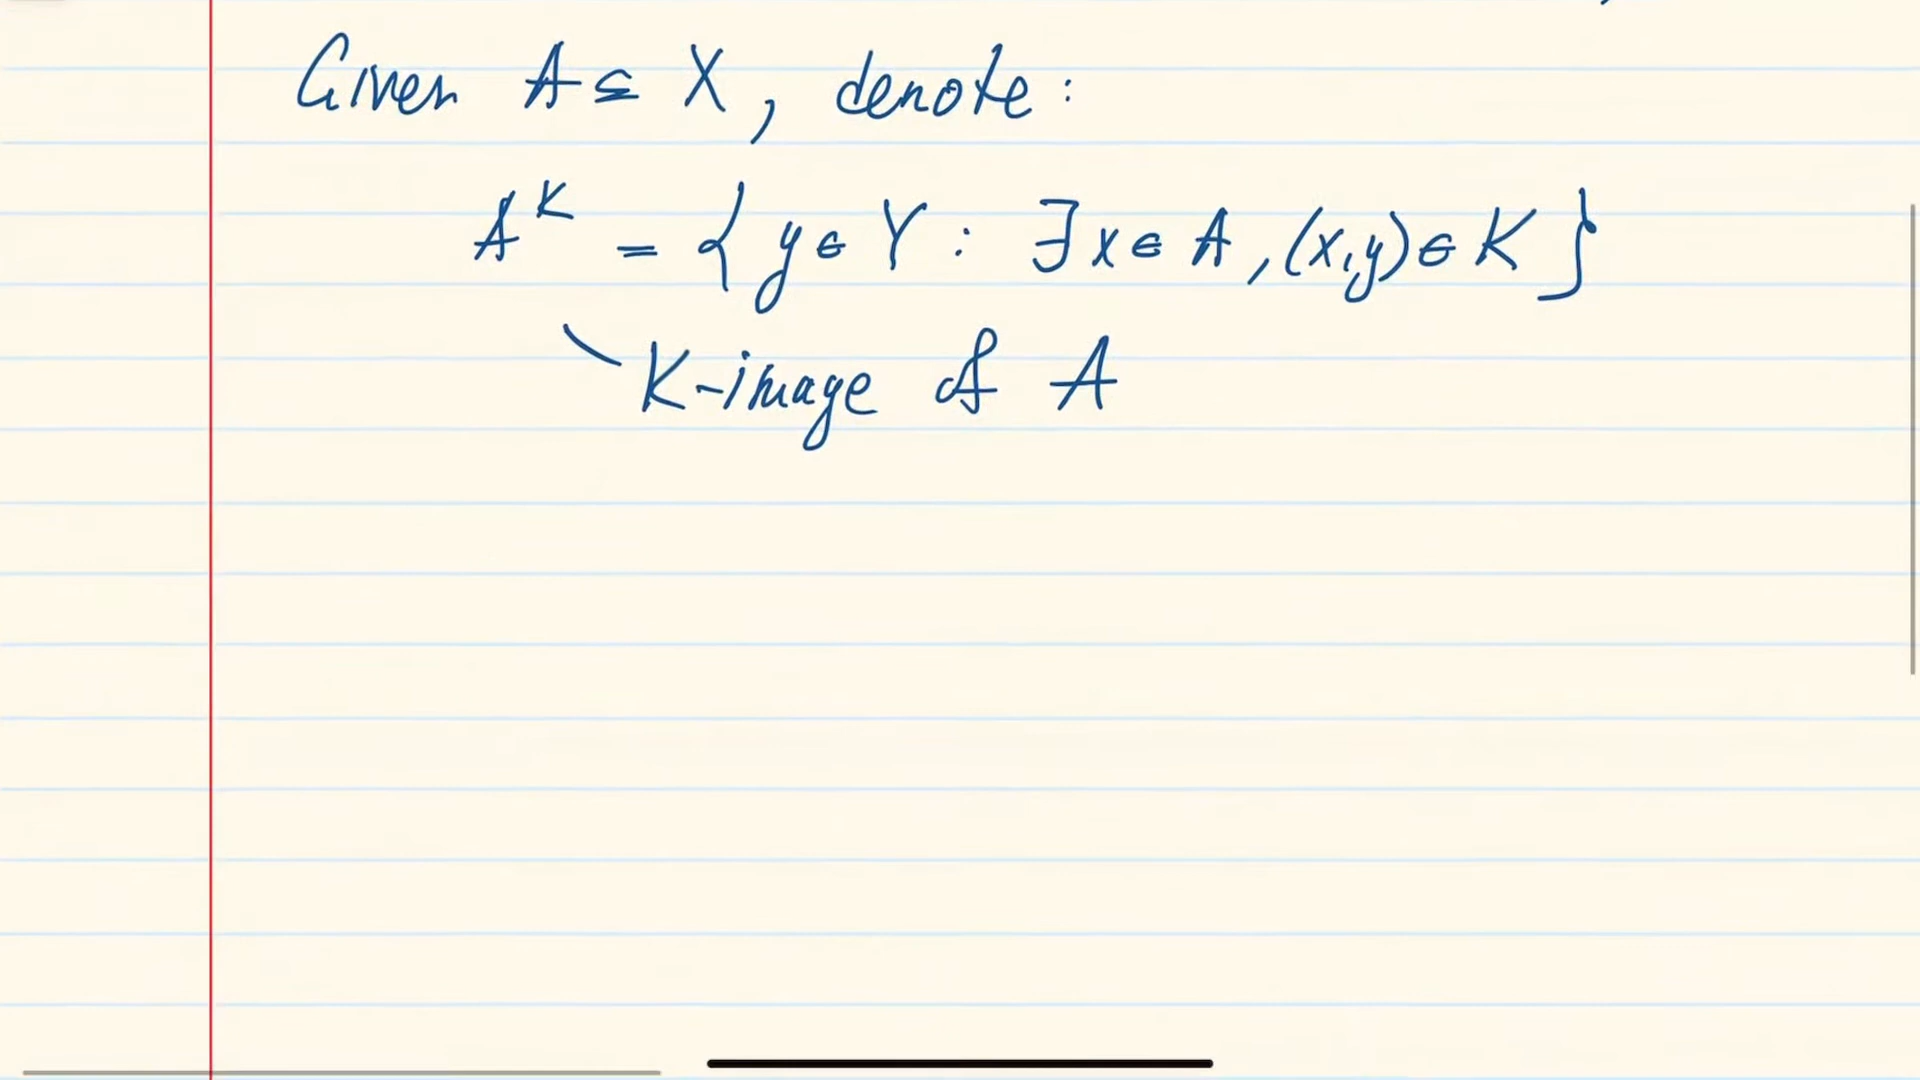 Given A ⊆ X, denote:
A^K = { y ∈ Y : ∃ x ∈ A, (x,y) ∈ K }
K-image of A